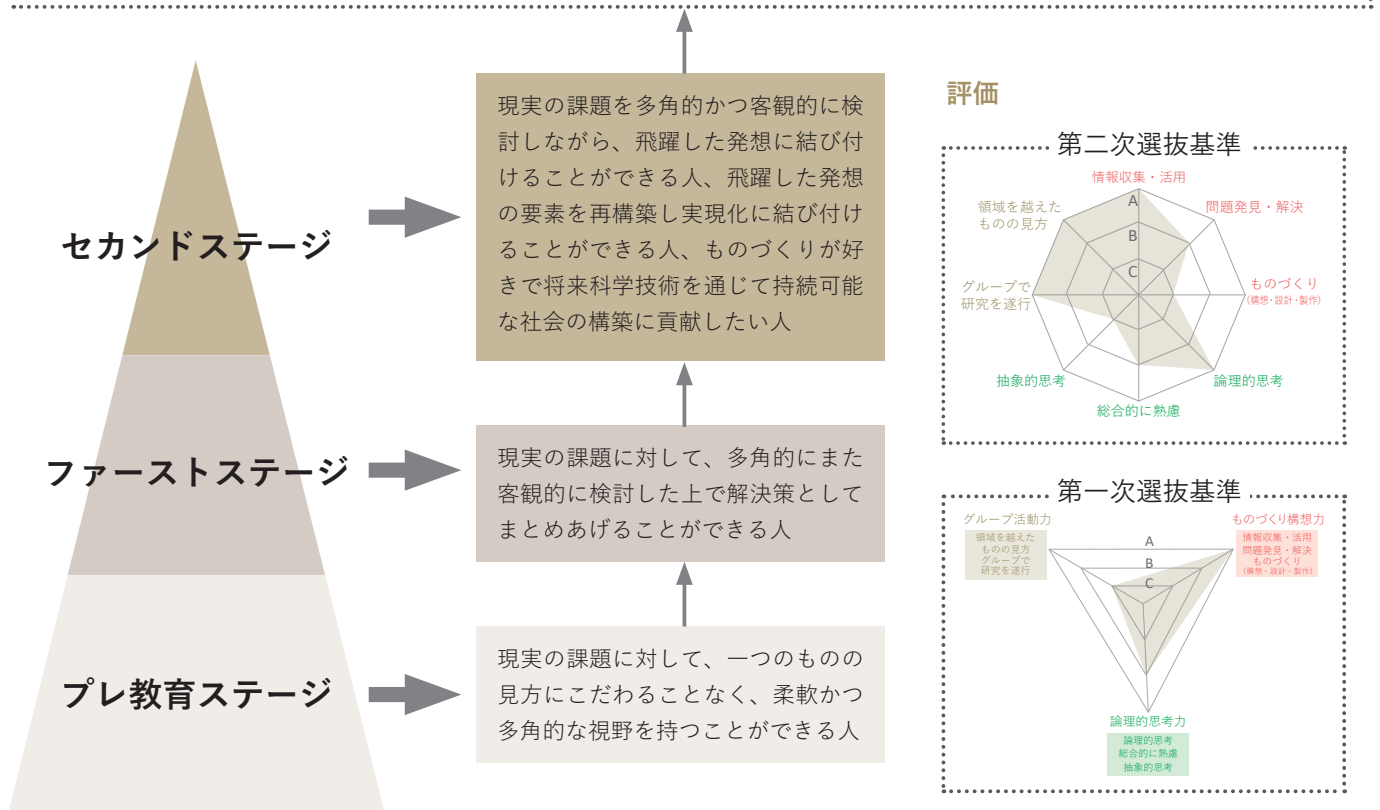 セカンドステージ
現実の課題を多角的かつ客観的に検
討しながら、飛躍した発想に結び付
けることができる人、飛躍した発想
の要素を再構築し実現化に結び付け
ることができる人、ものづくりが好
きで将来科学技術を通じて持続可能
な社会の構築に貢献したい人
ファーストステージ
現実の課題に対して、多角的にまた
客観的に検討した上で解決策として
まとめあげることができる人
プレ教育ステージ
現実の課題に対して、一つのものの
見方にこだわることなく、柔軟かつ
多角的な視野を持つことができる人
評価
第二次選抜基準
情報収集・活用
領域を越えた
ものの見方
問題発見・解決
A
B
C
グループで
研究を遂行
ものづくり
(構想・設計・製作)
抽象的思考
論理的思考
総合的に熟慮
第一次選抜基準
グループ活動力
領域を越えた
ものの見方
グループで
研究を遂行
ものづくり構想力
情報収集・活用
問題発見・解決
ものづくり
(構想・設計・製作)
A
B
C
論理的思考力
論理的思考
総合的に熟慮
抽象的思考